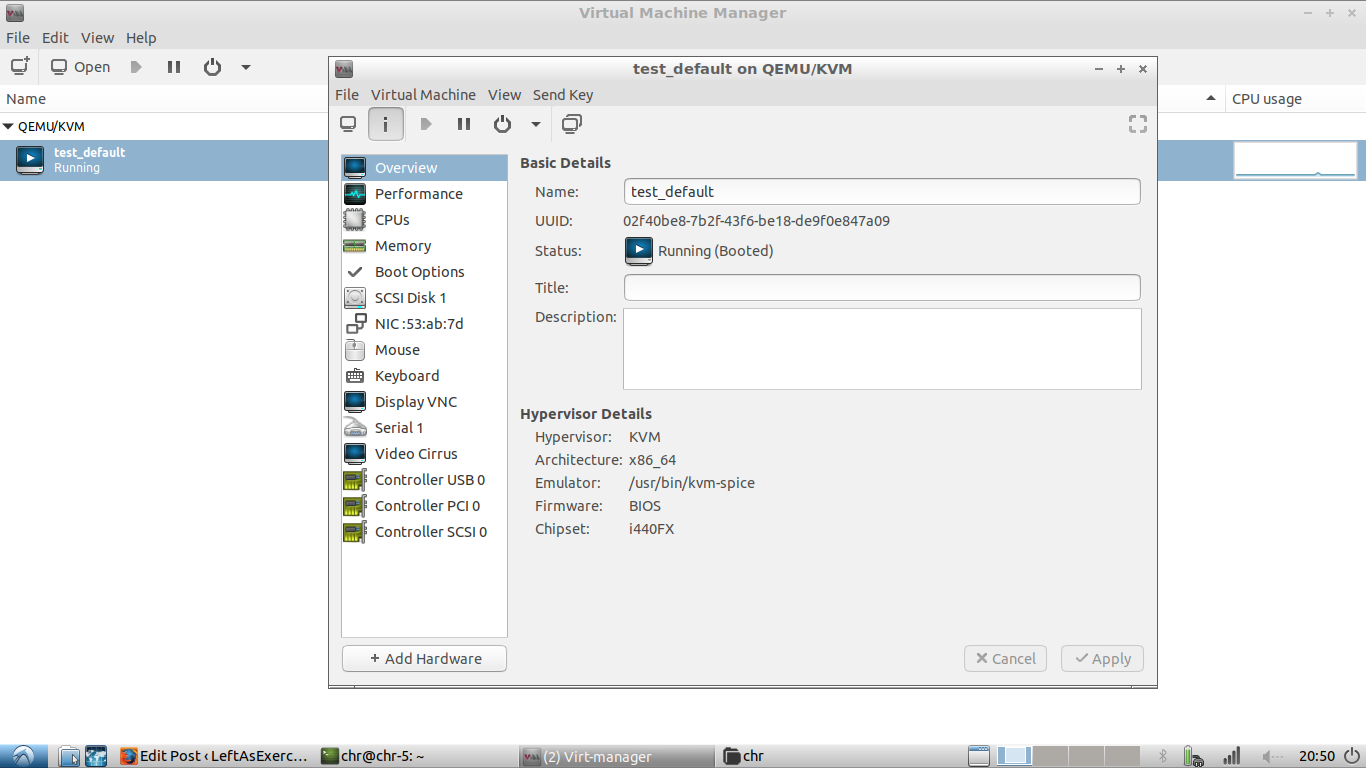 Virtual Machine Manager
File Edit View Help
Open
Name
CPU usage
QEMU/KVM
test_default
Running
test_default on QEMU/KVM
File Virtual Machine View Send Key
Overview
Performance
CPUs
Memory
Boot Options
SCSI Disk 1
NIC :53:ab:7d
Mouse
Keyboard
Display VNC
Serial 1
Video Cirrus
Controller USB 0
Controller PCI 0
Controller SCSI 0
Add Hardware
Basic Details
Name: test_default
UUID: 02f40be8-7b2f-43f6-be18-de9f0e847a09
Status: Running (Booted)
Title:
Description:
Hypervisor Details
Hypervisor: KVM
Architecture: x86_64
Emulator: /usr/bin/kvm-spice
Firmware: BIOS
Chipset: i440FX
Cancel Apply
Edit Post ‹ LeftAsExerc... chr@chr-5: ~ (2) Virt-manager chr 20:50